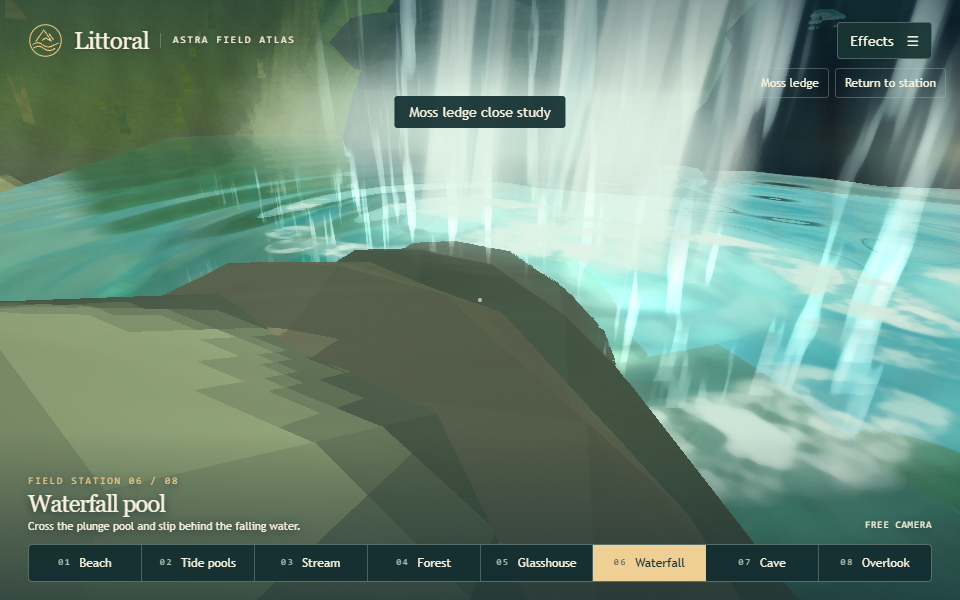 Littoral
ASTRA FIELD ATLAS
Effects
Moss ledge
Return to station
Moss ledge close study
FIELD STATION 06 / 08
Waterfall pool
Cross the plunge pool and slip behind the falling water.
FREE CAMERA
01 Beach
02 Tide pools
03 Stream
04 Forest
05 Glasshouse
06 Waterfall
07 Cave
08 Overlook